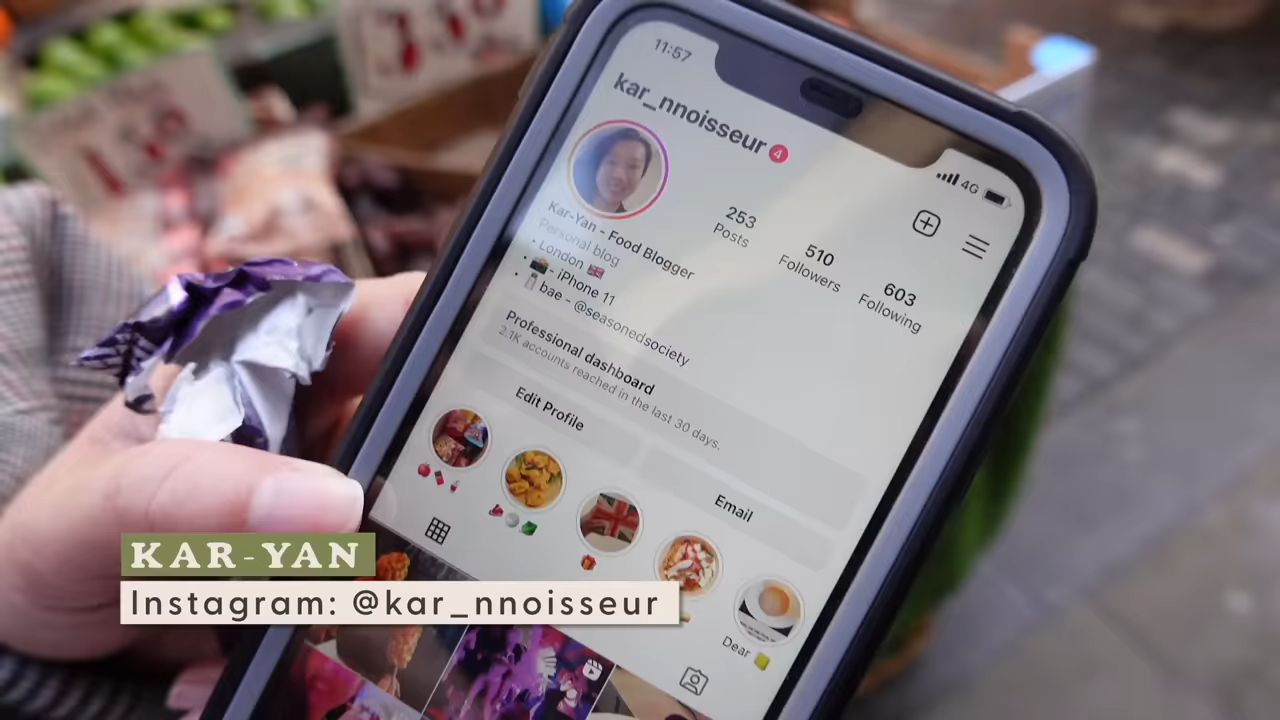 11:57
kar_nnoisseur 4
4G
253
Posts
510
Followers
603
Following
Kar-Yan - Food Blogger
Personal blog
• London 🇬🇧
• 📸- iPhone 11
• 🧂bae - @seasonedsociety
Professional dashboard
2.1K accounts reached in the last 30 days.
Edit Profile
Email
Dear
KAR-YAN
Instagram: @kar_nnoisseur